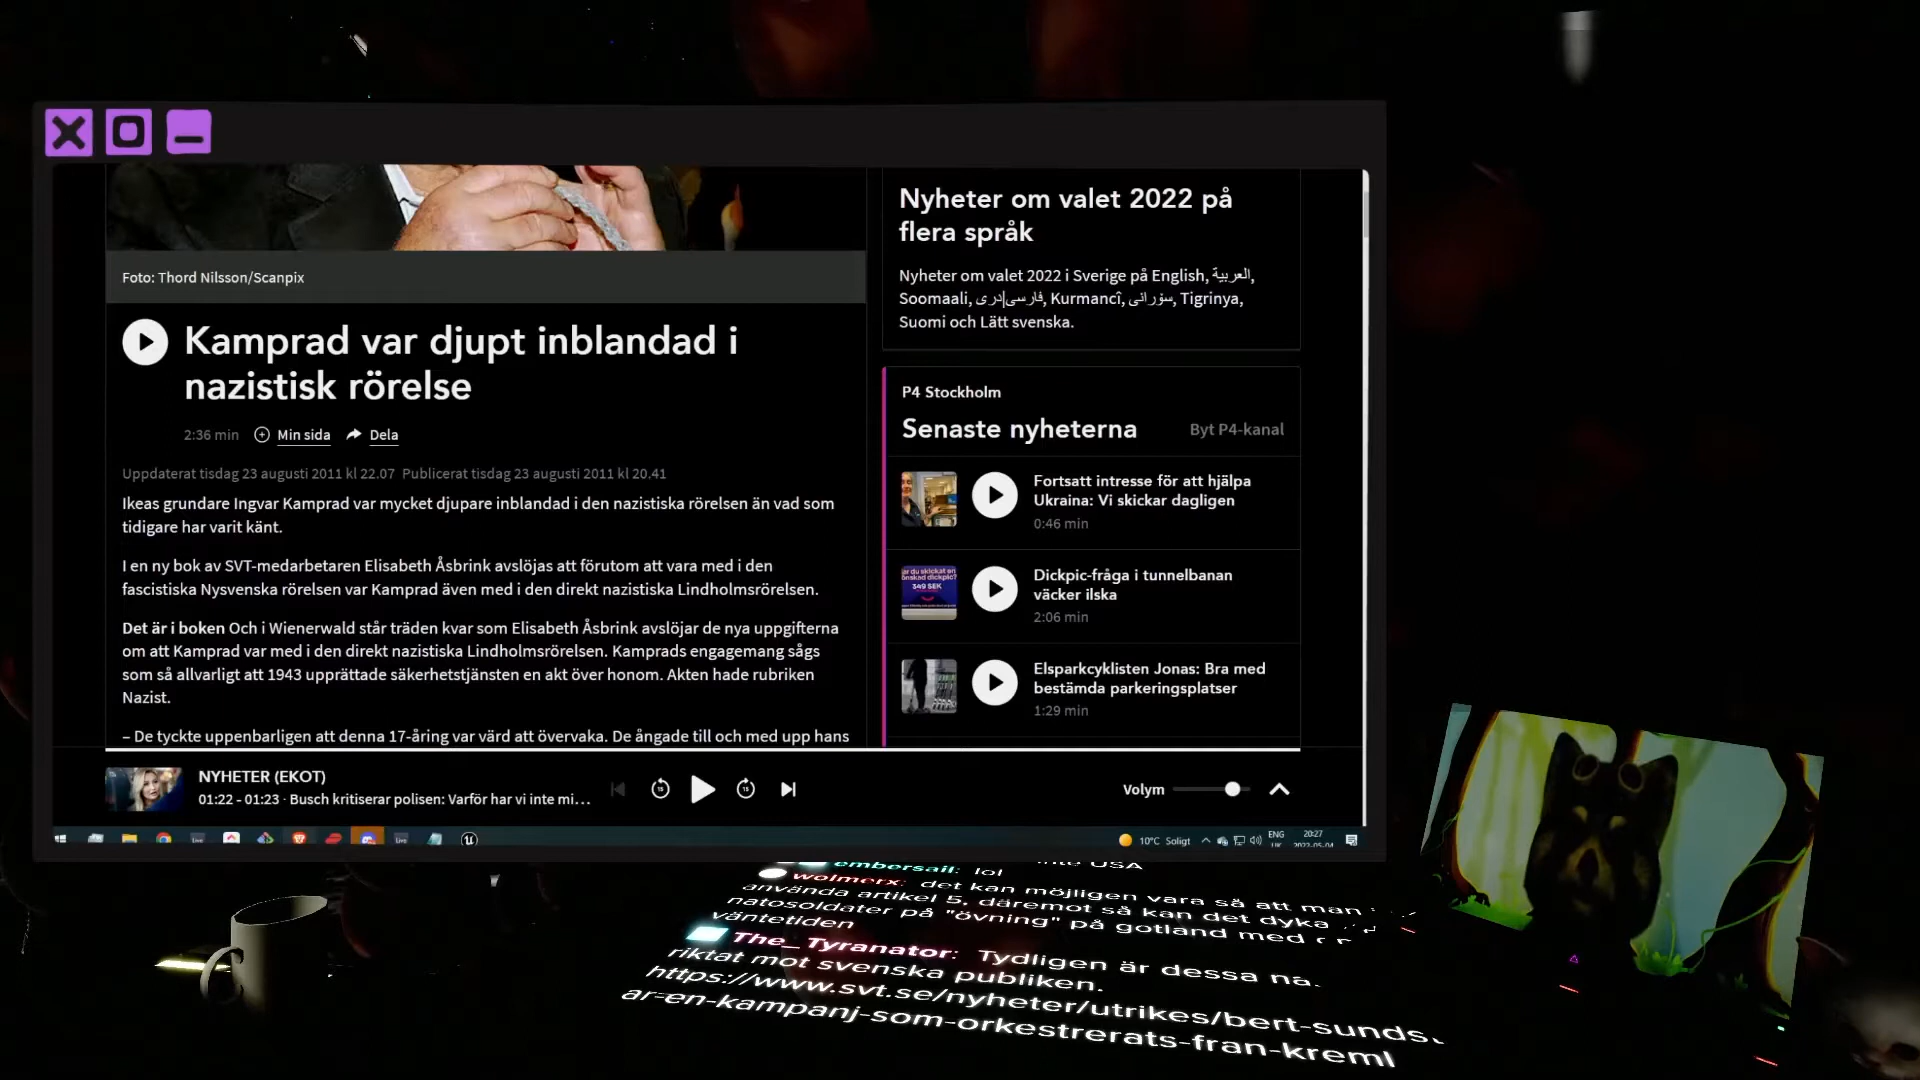 Foto: Thord Nilsson/Scanpix
Kamprad var djupt inblandad i
nazistisk rörelse
2:36 min Min sida Dela
Uppdaterat tisdag 23 augusti 2011 kl 22.07 Publicerat tisdag 23 augusti 2011 kl 20.41
Ikeas grundare Ingvar Kamprad var mycket djupare inblandad i den nazistiska rörelsen än vad som
tidigare har varit känt.
I en ny bok av SVT-medarbetaren Elisabeth Åsbrink avslöjas att förutom att vara med i den
fascistiska Nysvenska rörelsen var Kamprad även med i den direkt nazistiska Lindholmsrörelsen.
Det är i boken Och i Wienerwald står träden kvar som Elisabeth Åsbrink avslöjar de nya uppgifterna
om att Kamprad var med i den direkt nazistiska Lindholmsrörelsen. Kamprads engagemang sågs
som så allvarligt att 1943 upprättade säkerhetstjänsten en akt över honom. Akten hade rubriken
Nazist.
– De tyckte uppenbarligen att denna 17-åring var värd att övervaka. De ångade till och med upp hans
Nyheter om valet 2022 på
flera språk
Nyheter om valet 2022 i Sverige på English, العربية,
Soomaali, فارسی|دری, Kurmancî, سۆرانی, Tigrinya,
Suomi och Lätt svenska.
P4 Stockholm
Senaste nyheterna Byt P4-kanal
Fortsatt intresse för att hjälpa
Ukraina: Vi skickar dagligen
0:46 min
349 SEK
Dickpic-fråga i tunnelbanan
väcker ilska
2:06 min
Elsparkcyklisten Jonas: Bra med
bestämda parkeringsplatser
1:29 min
NYHETER (EKOT)
01:22 - 01:23 · Busch kritiserar polisen: Varför har vi inte mi...
15 15
Volym
10°C Soligt ENG 20:27
UK 2022-05-04
inte USA
embersail: lol
wolmerx: det kan möjligen vara så att man
använda artikel 5. däremot så kan det dyka
natosoldater på "övning" på gotland med
väntetiden
The_Tyranator: Tydligen är dessa na
riktat mot svenska publiken.
https://www.svt.se/nyheter/utrikes/bert-sunds
ar-en-kampanj-som-orkestrerats-fran-kreml